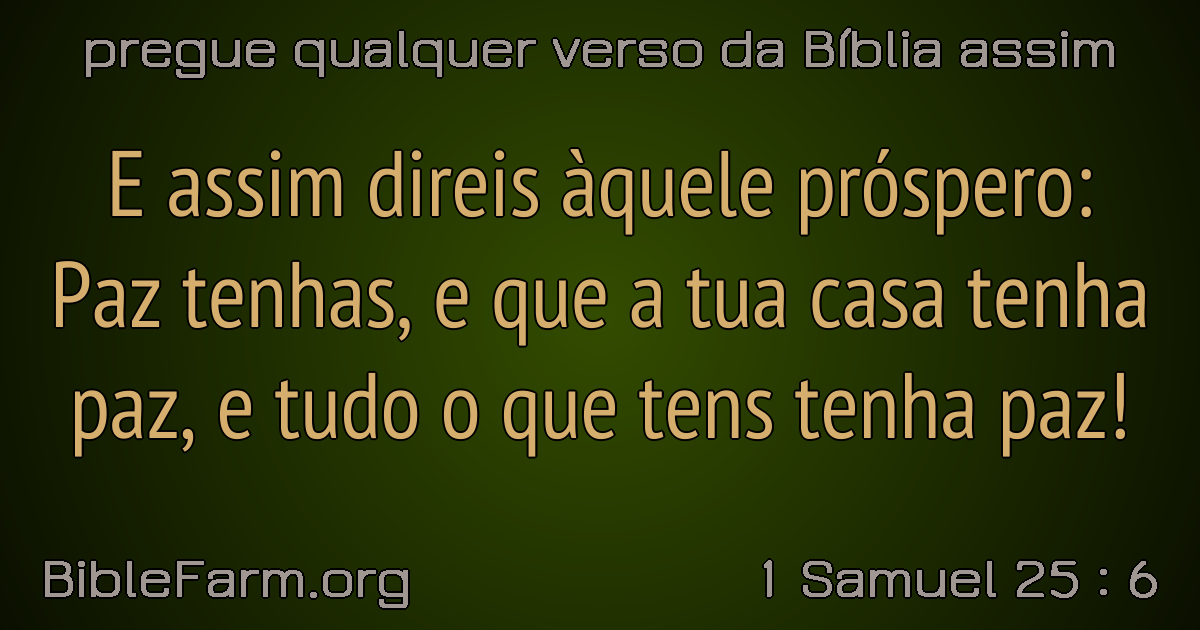 pregue qualquer verso da Bíblia assim
E assim direis àquele próspero:
Paz tenhas, e que a tua casa tenha
paz, e tudo o que tens tenha paz!
BibleFarm.org
1 Samuel 25 : 6